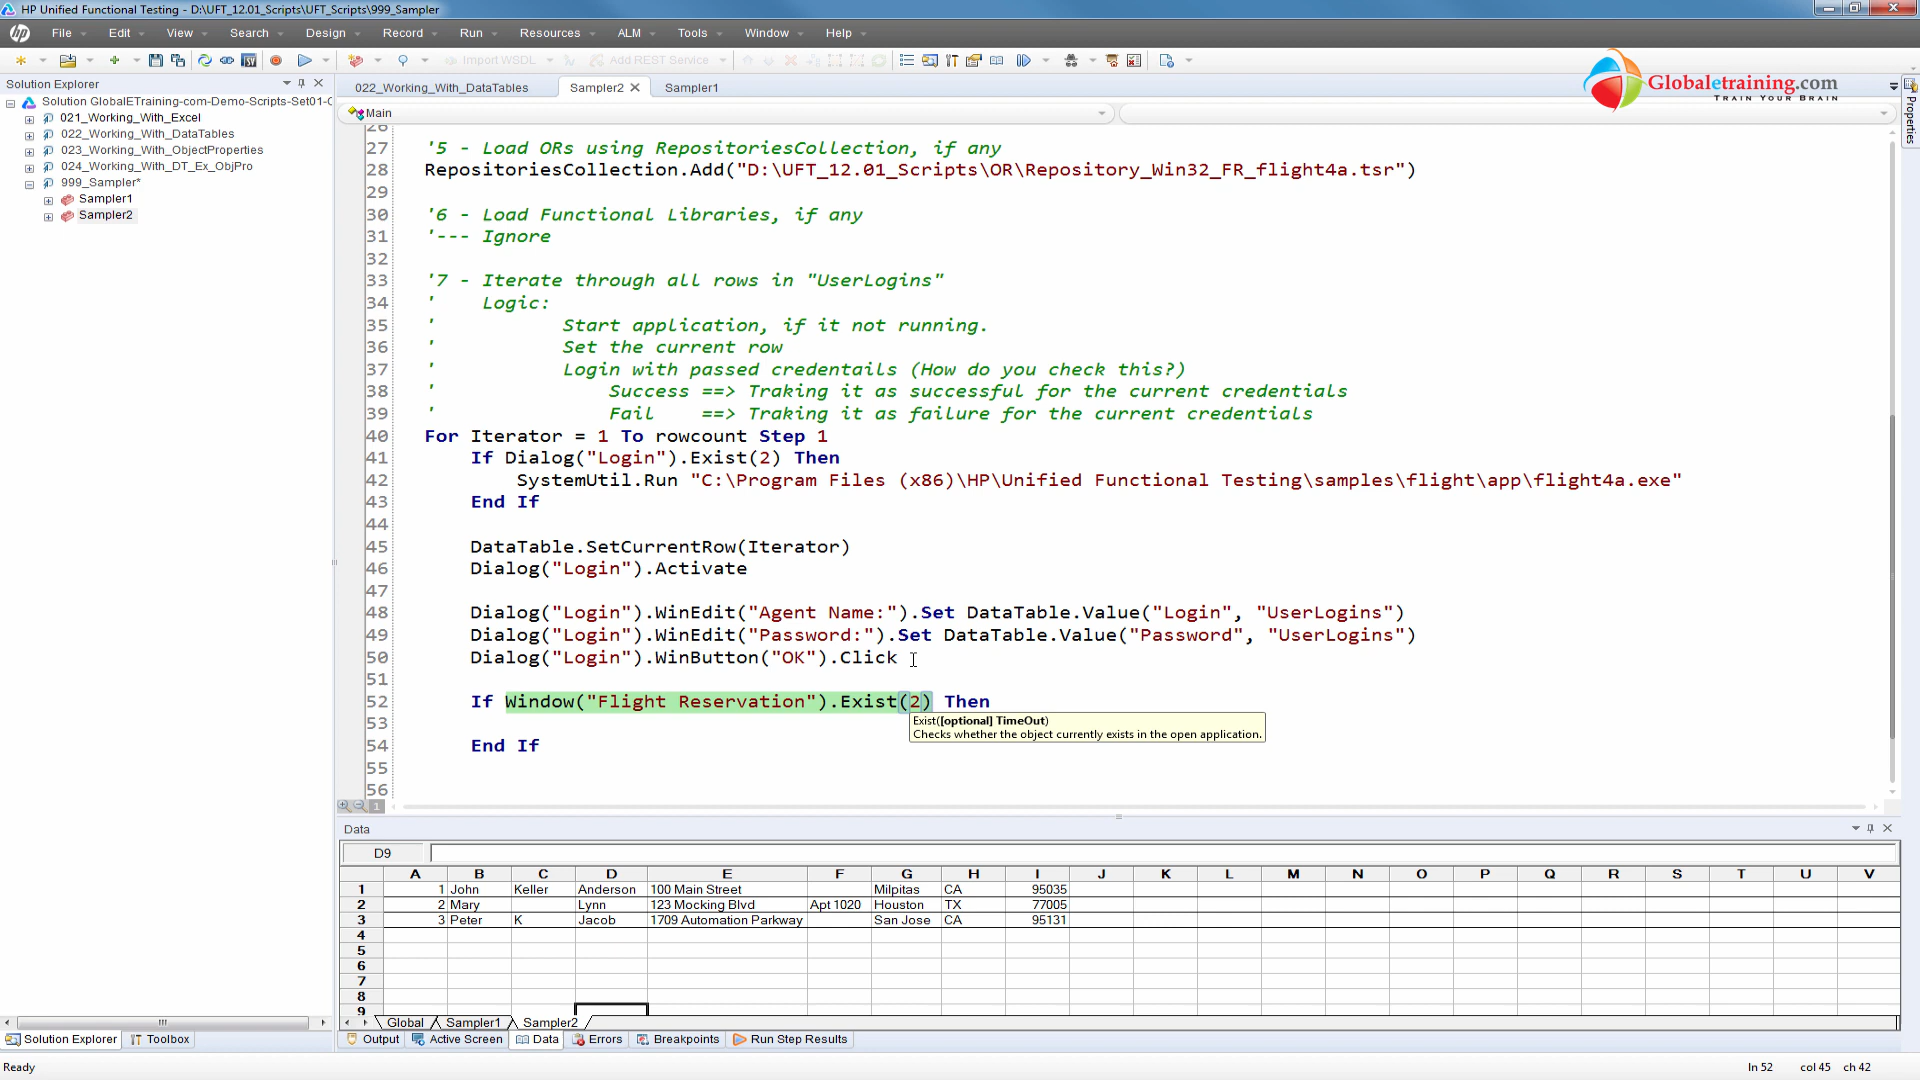 HP Unified Functional Testing - D:\UFT_12.01_Scripts\UFT_Scripts\999_Sampler
hp File Edit View Search Design Record Run Resources ALM Tools Window Help
Import WSDL Add REST Service
Globaletraining.com
TRAIN YOUR BRAIN
Solution Explorer
Solution GlobalETraining-com-Demo-Scripts-Set01-C
021_Working_With_Excel
022_Working_With_DataTables
023_Working_With_ObjectProperties
024_Working_With_DT_Ex_ObjPro
999_Sampler*
Sampler1
Sampler2
022_Working_With_DataTables Sampler2 Sampler1
Properties
Main
26
27 '5 - Load ORs using RepositoriesCollection, if any
28 RepositoriesCollection.Add("D:\UFT_12.01_Scripts\OR\Repository_Win32_FR_flight4a.tsr")
29
30 '6 - Load Functional Libraries, if any
31 '--- Ignore
32
33 '7 - Iterate through all rows in "UserLogins"
34 ' Logic:
35 ' Start application, if it not running.
36 ' Set the current row
37 ' Login with passed credentails (How do you check this?)
38 ' Success ==> Traking it as successful for the current credentials
39 ' Fail ==> Traking it as failure for the current credentials
40 For Iterator = 1 To rowcount Step 1
41 If Dialog("Login").Exist(2) Then
42 SystemUtil.Run "C:\Program Files (x86)\HP\Unified Functional Testing\samples\flight\app\flight4a.exe"
43 End If
44
45 DataTable.SetCurrentRow(Iterator)
46 Dialog("Login").Activate
47
48 Dialog("Login").WinEdit("Agent Name:").Set DataTable.Value("Login", "UserLogins")
49 Dialog("Login").WinEdit("Password:").Set DataTable.Value("Password", "UserLogins")
50 Dialog("Login").WinButton("OK").Click
51
52 If Window("Flight Reservation").Exist(2) Then
53
Exist([optional] TimeOut)
Checks whether the object currently exists in the open application.
54 End If
55
56
1
Data
D9
A B C D E F G H I J K L M N O P Q R S T U V
1 1 John Keller Anderson 100 Main Street Milpitas CA 95035
2 2 Mary Lynn 123 Mocking Blvd Apt 1020 Houston TX 77005
3 3 Peter K Jacob 1709 Automation Parkway San Jose CA 95131
4
5
6
7
8
9
Global Sampler1 Sampler2
Solution Explorer Toolbox Output Active Screen Data Errors Breakpoints Run Step Results
Ready ln 52 col 45 ch 42